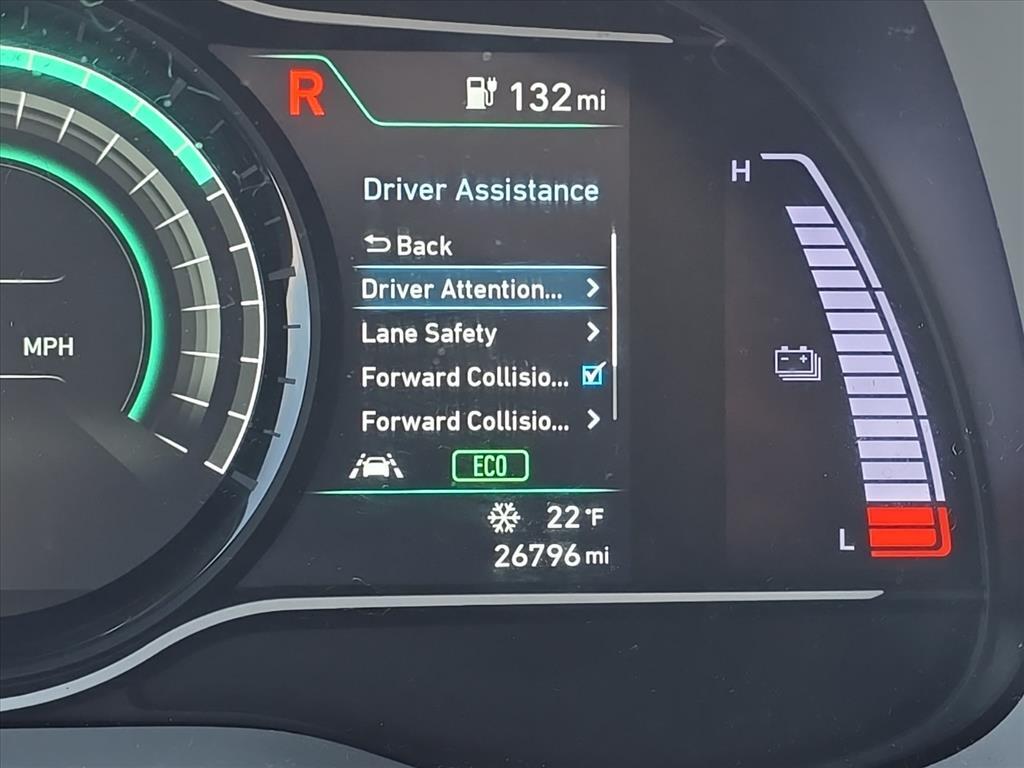 R
132 mi
Driver Assistance
H
Back
Driver Attention...
Lane Safety
MPH
Forward Collisio...
Forward Collisio...
ECO
22°F
L
26796 mi